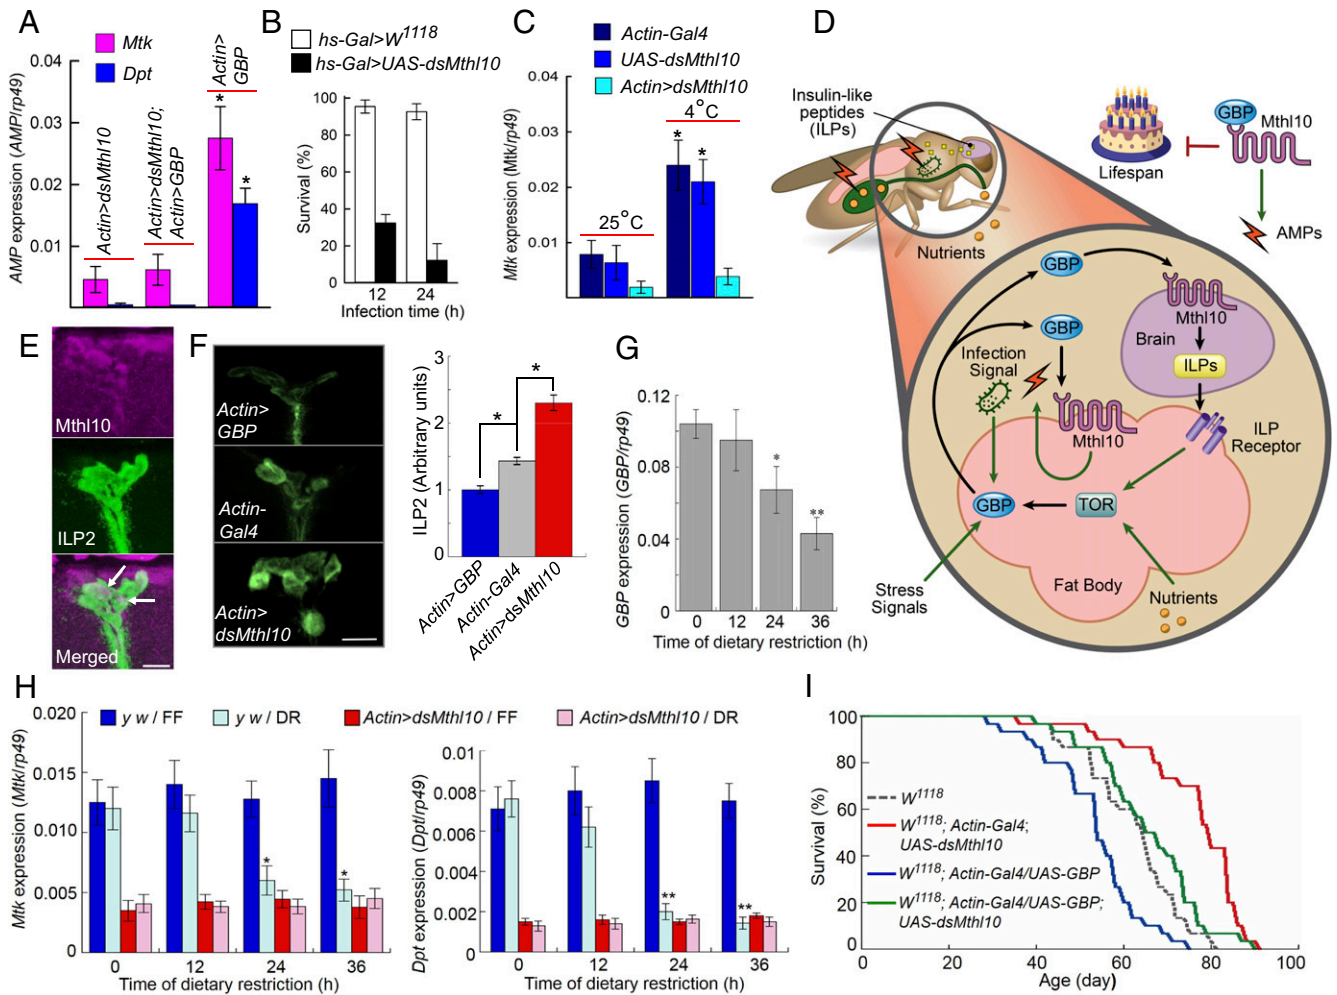 A
Mtk
Dpt
AMP expression (AMP/rp49)
0.04
0.03
0.02
0.01
Actin>dsMthl10
Actin>dsMthl10;
Actin>GBP
Actin>
GBP
*
*
B
hs-Gal>W1118
hs-Gal>UAS-dsMthl10
Survival (%)
100
80
60
40
20
0
12 24
Infection time (h)
C
Actin-Gal4
UAS-dsMthl10
Actin>dsMthl10
Mtk expression (Mtk/rp49)
0.04
0.03
0.02
0.01
25°C
4°C
*
*
D
Insulin-like
peptides
(ILPs)
Nutrients
Lifespan
GBP
Mthl10
AMPs
GBP
Mthl10
Brain
ILPs
GBP
Infection
Signal
Mthl10
ILP
Receptor
GBP
TOR
Fat Body
Stress
Signals
Nutrients
E
Mthl10
ILP2
Merged
F
Actin>
GBP
Actin-
Gal4
Actin>
dsMthl10
ILP2 (Arbitrary units)
3
2
1
0
*
*
Actin>GBP
Actin-Gal4
Actin>dsMthl10
G
GBP expression (GBP/rp49)
0.12
0.08
0.04
0
*
**
0 12 24 36
Time of dietary restriction (h)
H
y w / FF
y w / DR
Actin>dsMthl10 / FF
Actin>dsMthl10 / DR
Mtk expression (Mtk/rp49)
0.020
0.015
0.010
0.005
0
*
*
0 12 24 36
Time of dietary restriction (h)
Dpt expression (Dpt/rp49)
0.01
0.008
0.006
0.004
0.002
0
**
**
0 12 24 36
Time of dietary restriction (h)
I
Survival (%)
100
80
60
40
20
0
W1118
W1118; Actin-Gal4;
UAS-dsMthl10
W1118; Actin-Gal4/UAS-GBP
W1118; Actin-Gal4/UAS-GBP;
UAS-dsMthl10
0 20 40 60 80 100
Age (day)